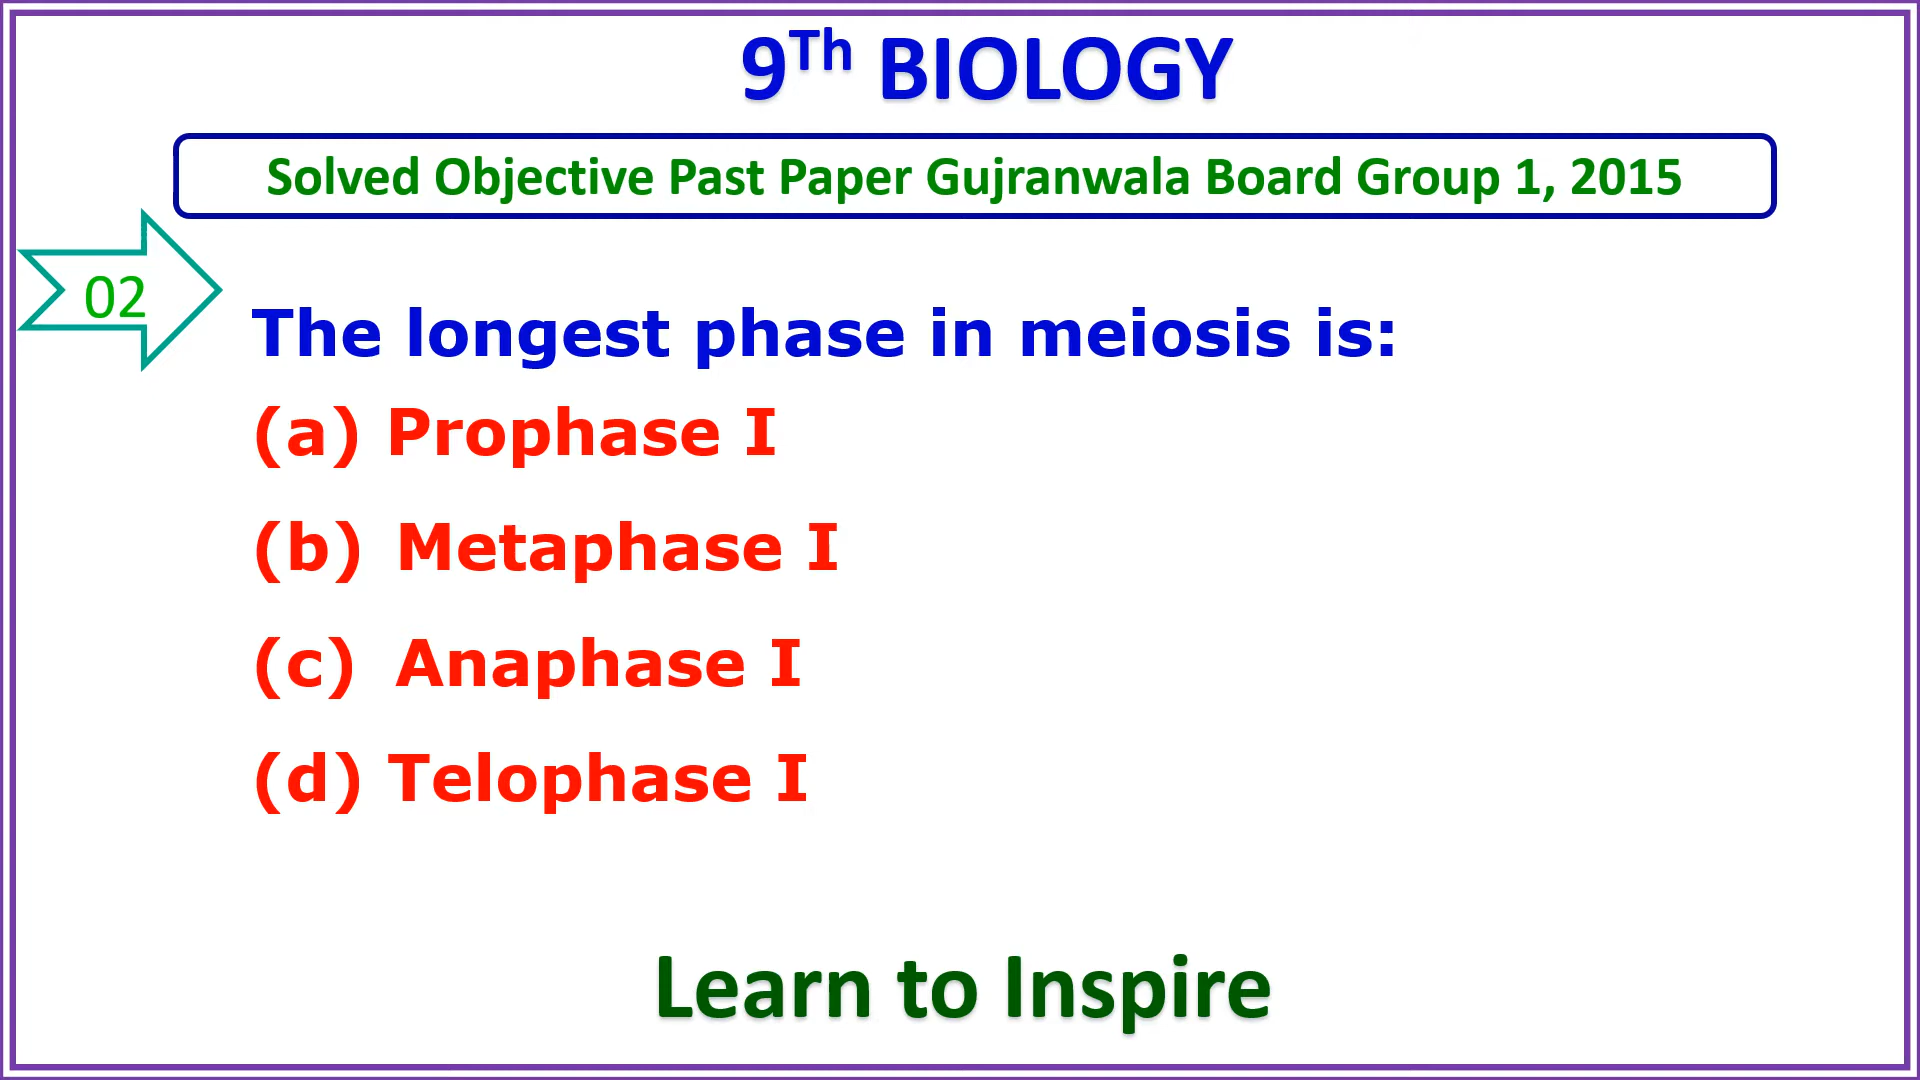 9Th BIOLOGY
Solved Objective Past Paper Gujranwala Board Group 1, 2015
02
The longest phase in meiosis is:
(a) Prophase I
(b) Metaphase I
(c) Anaphase I
(d) Telophase I
Learn to Inspire